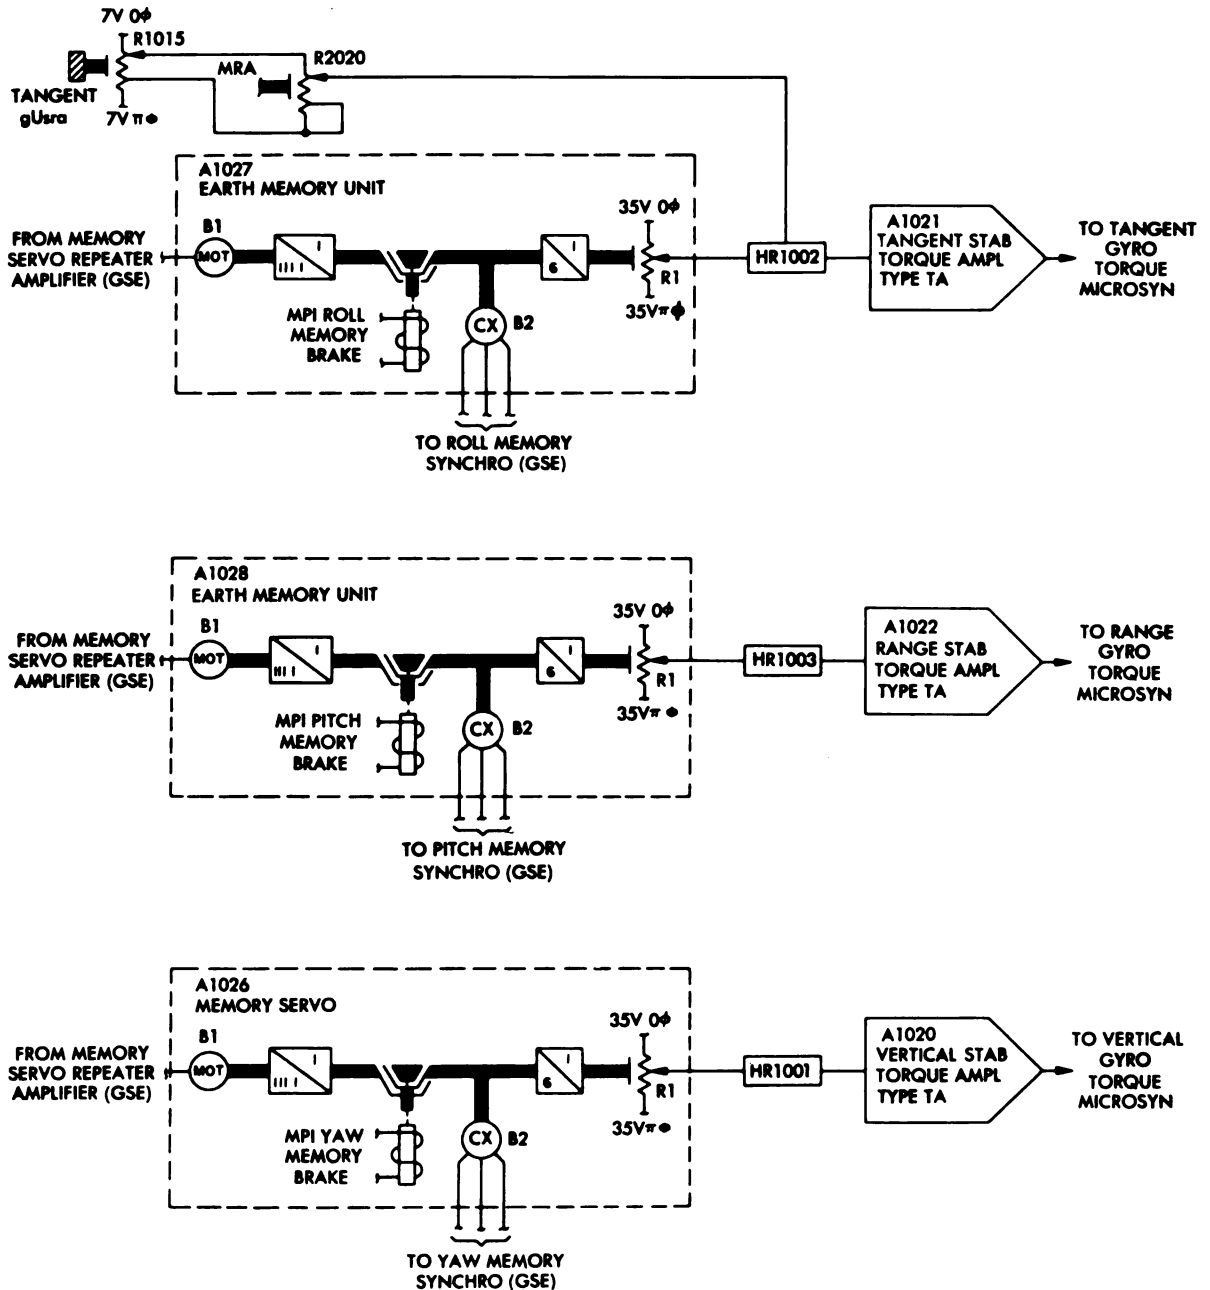 7V 0ϕ
R1015
R2020
MRA
TANGENT
gUsra
7V πϕ
A1027
EARTH MEMORY UNIT
35V 0ϕ
B1
FROM MEMORY
SERVO REPEATER
AMPLIFIER (GSE)
MOT
1111
1
6
1
R1
35Vπϕ
HR1002
A1021
TANGENT STAB
TORQUE AMPL
TYPE TA
TO TANGENT
GYRO
TORQUE
MICROSYN
MPI ROLL
MEMORY
BRAKE
CX
B2
TO ROLL MEMORY
SYNCHRO (GSE)
A1028
EARTH MEMORY UNIT
35V 0ϕ
B1
FROM MEMORY
SERVO REPEATER
AMPLIFIER (GSE)
MOT
1111
1
6
1
R1
35Vπϕ
HR1003
A1022
RANGE STAB
TORQUE AMPL
TYPE TA
TO RANGE
GYRO
TORQUE
MICROSYN
MPI PITCH
MEMORY
BRAKE
CX
B2
TO PITCH MEMORY
SYNCHRO (GSE)
A1026
MEMORY SERVO
35V 0ϕ
B1
FROM MEMORY
SERVO REPEATER
AMPLIFIER (GSE)
MOT
1111
1
6
1
R1
35Vπϕ
HR1001
A1020
VERTICAL STAB
TORQUE AMPL
TYPE TA
TO VERTICAL
GYRO
TORQUE
MICROSYN
MPI YAW
MEMORY
BRAKE
CX
B2
TO YAW MEMORY
SYNCHRO (GSE)